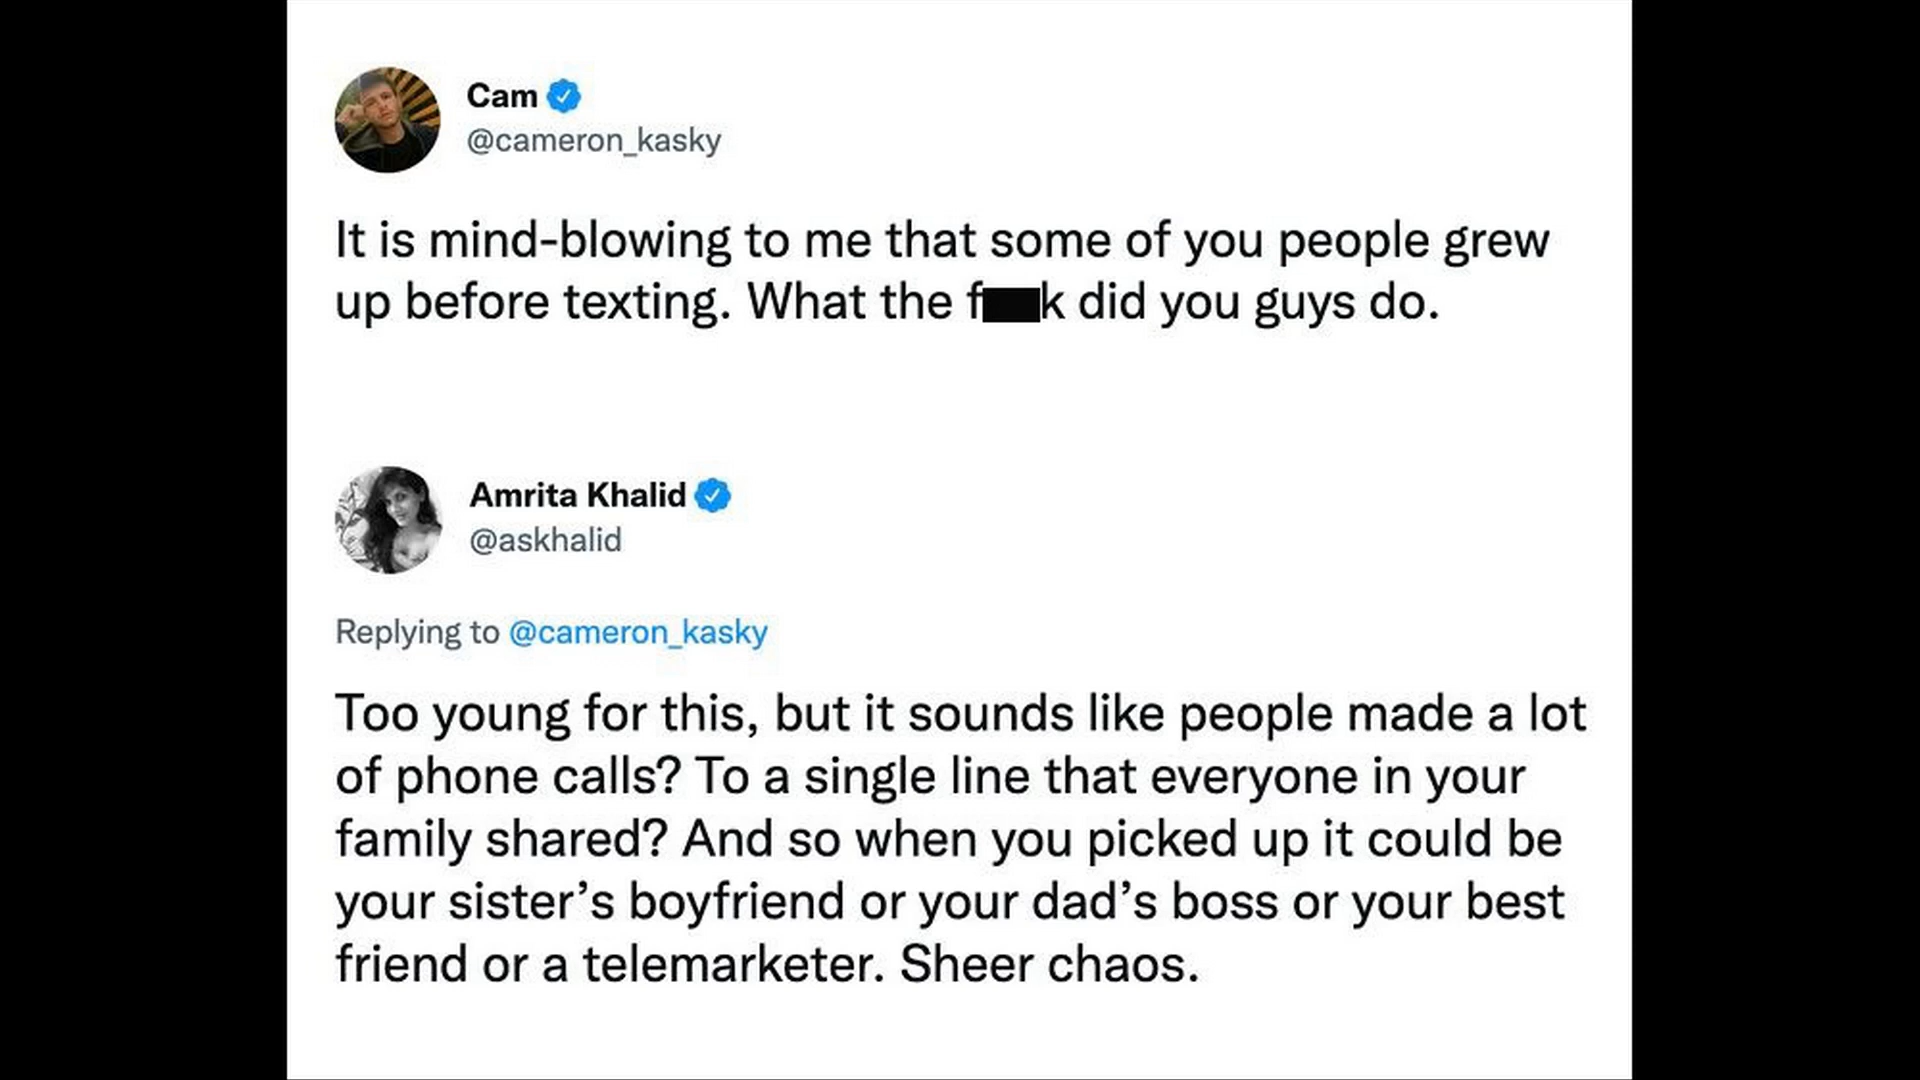 Cam
@cameron_kasky
It is mind-blowing to me that some of you people grew
up before texting. What the f██k did you guys do.
Amrita Khalid
@askhalid
Replying to @cameron_kasky
Too young for this, but it sounds like people made a lot
of phone calls? To a single line that everyone in your
family shared? And so when you picked up it could be
your sister’s boyfriend or your dad’s boss or your best
friend or a telemarketer. Sheer chaos.